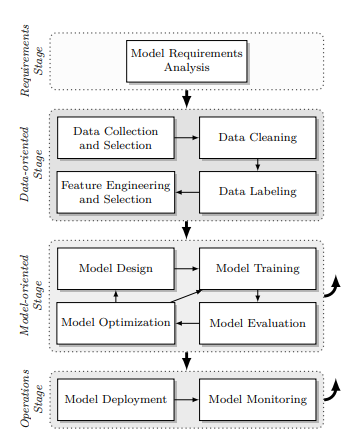 Requirements
Stage
Model Requirements
Analysis
Data-oriented
Stage
Data Collection
and Selection
Data Cleaning
Feature Engineering
and Selection
Data Labeling
Model-oriented
Stage
Model Design
Model Training
Model Optimization
Model Evaluation
Operations
Stage
Model Deployment
Model Monitoring